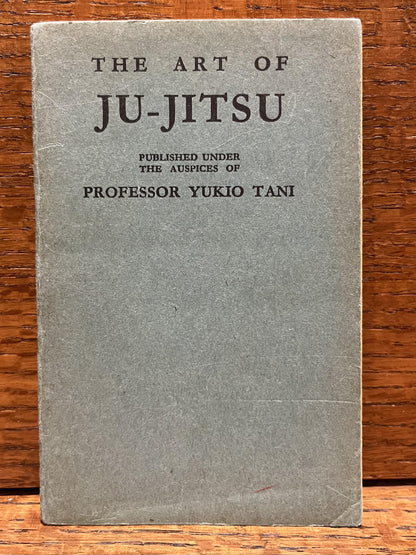 THE ART OF
JU-JITSU
PUBLISHED UNDER
THE AUSPICES OF
PROFESSOR YUKIO TANI